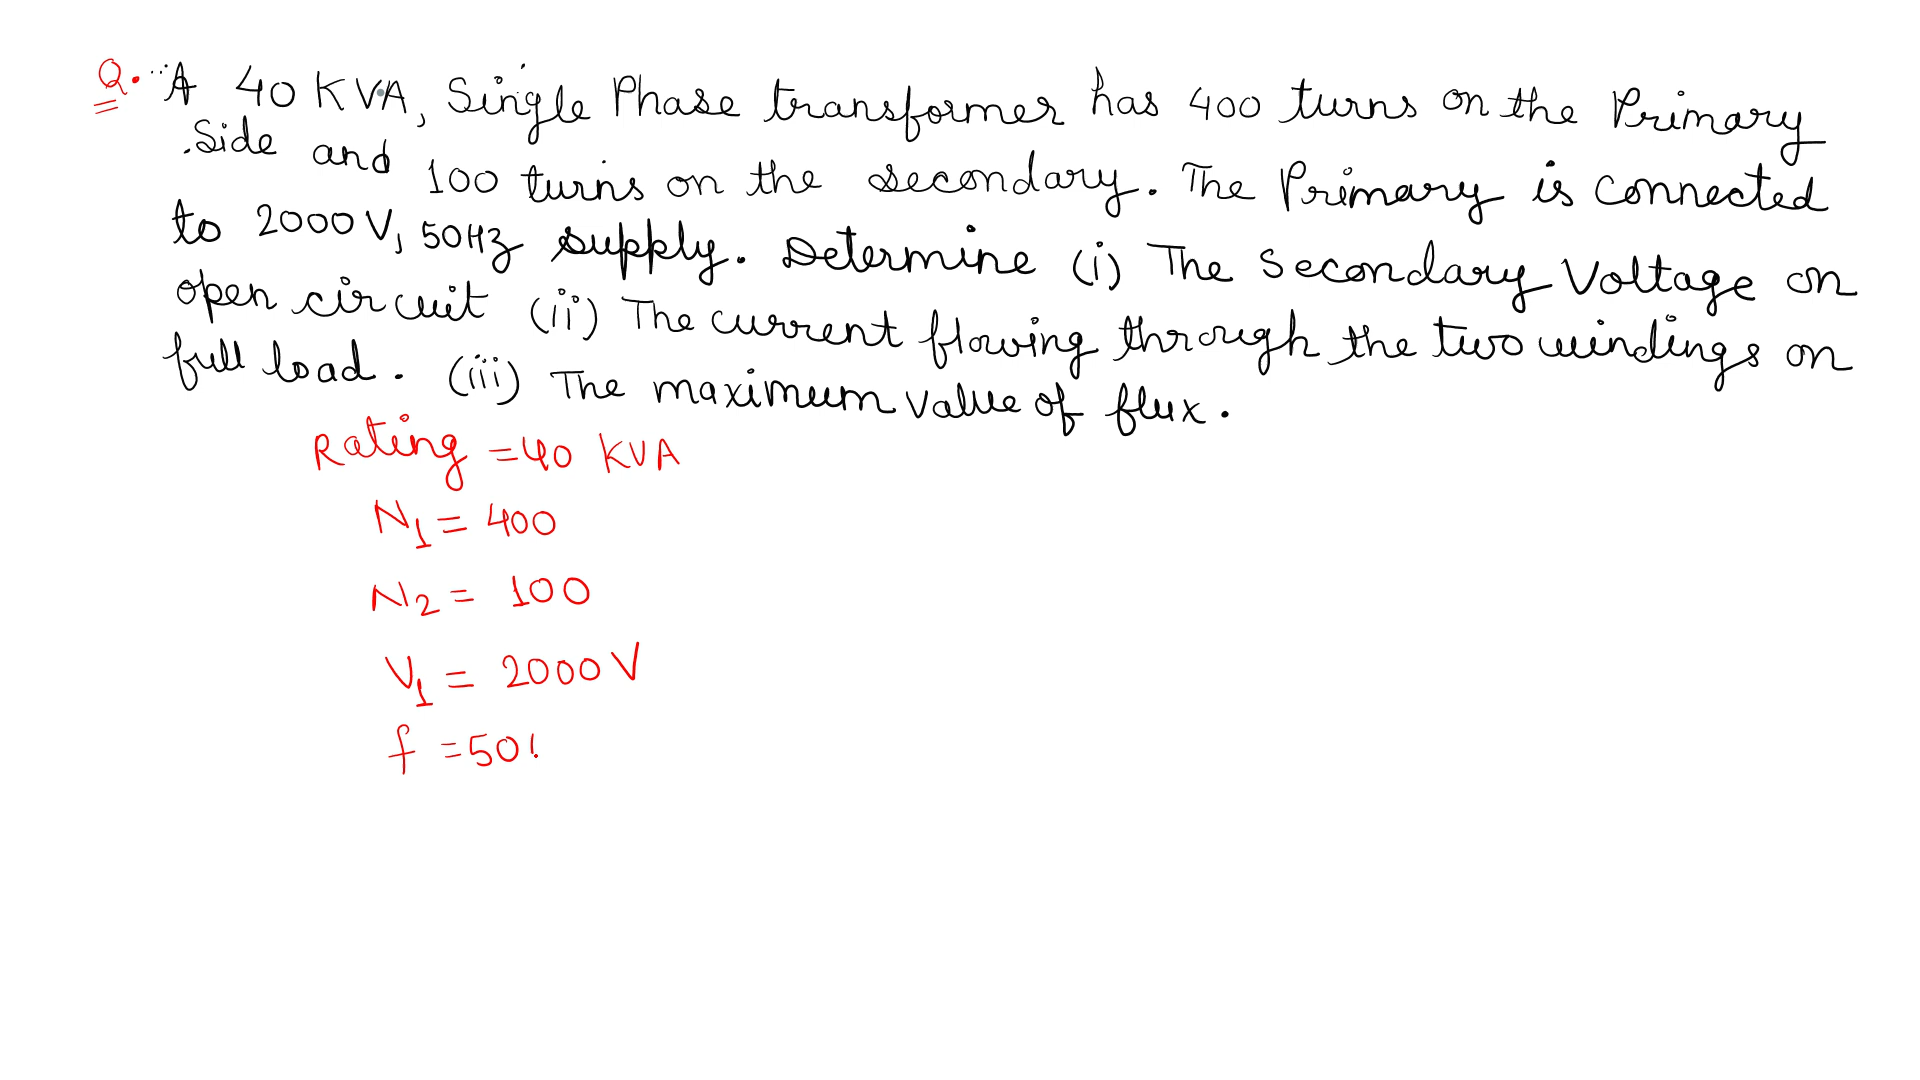 Q. A 40 KVA, Single Phase transformer has 400 turns on the Primary
Side and 100 turns on the secondary. The Primary is connected
to 2000 V, 50Hz supply. Determine (i) The Secondary Voltage on
open circuit (ii) The current flowing through the two windings on
full load. (iii) The maximum value of flux.
Rating = 40 KVA
N₁ = 400
N₂ = 100
V₁ = 2000 V
f = 50